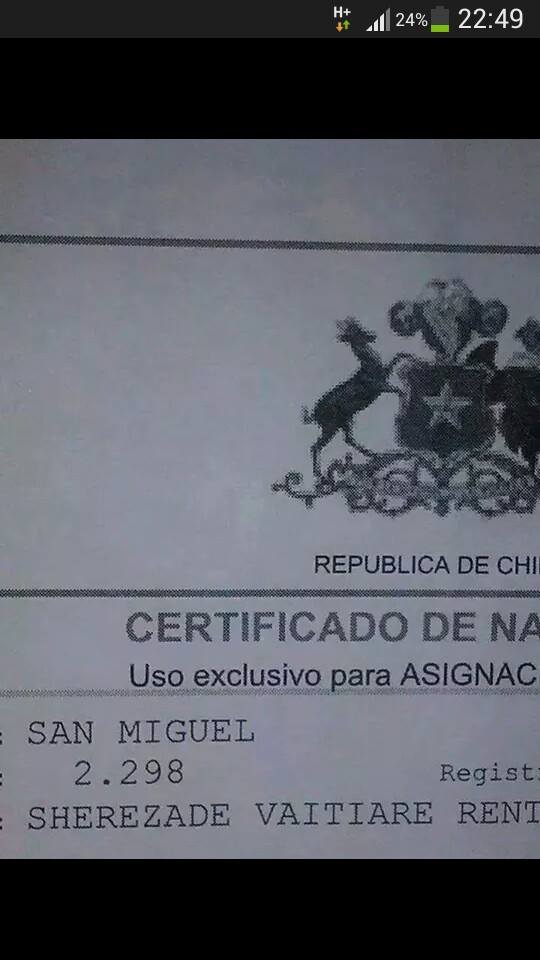 H+ 24% 22:49
REPUBLICA DE CHI
CERTIFICADO DE NA
Uso exclusivo para ASIGNAC
: SAN MIGUEL
: 2.298 Regist
: SHEREZADE VAITIARE RENT